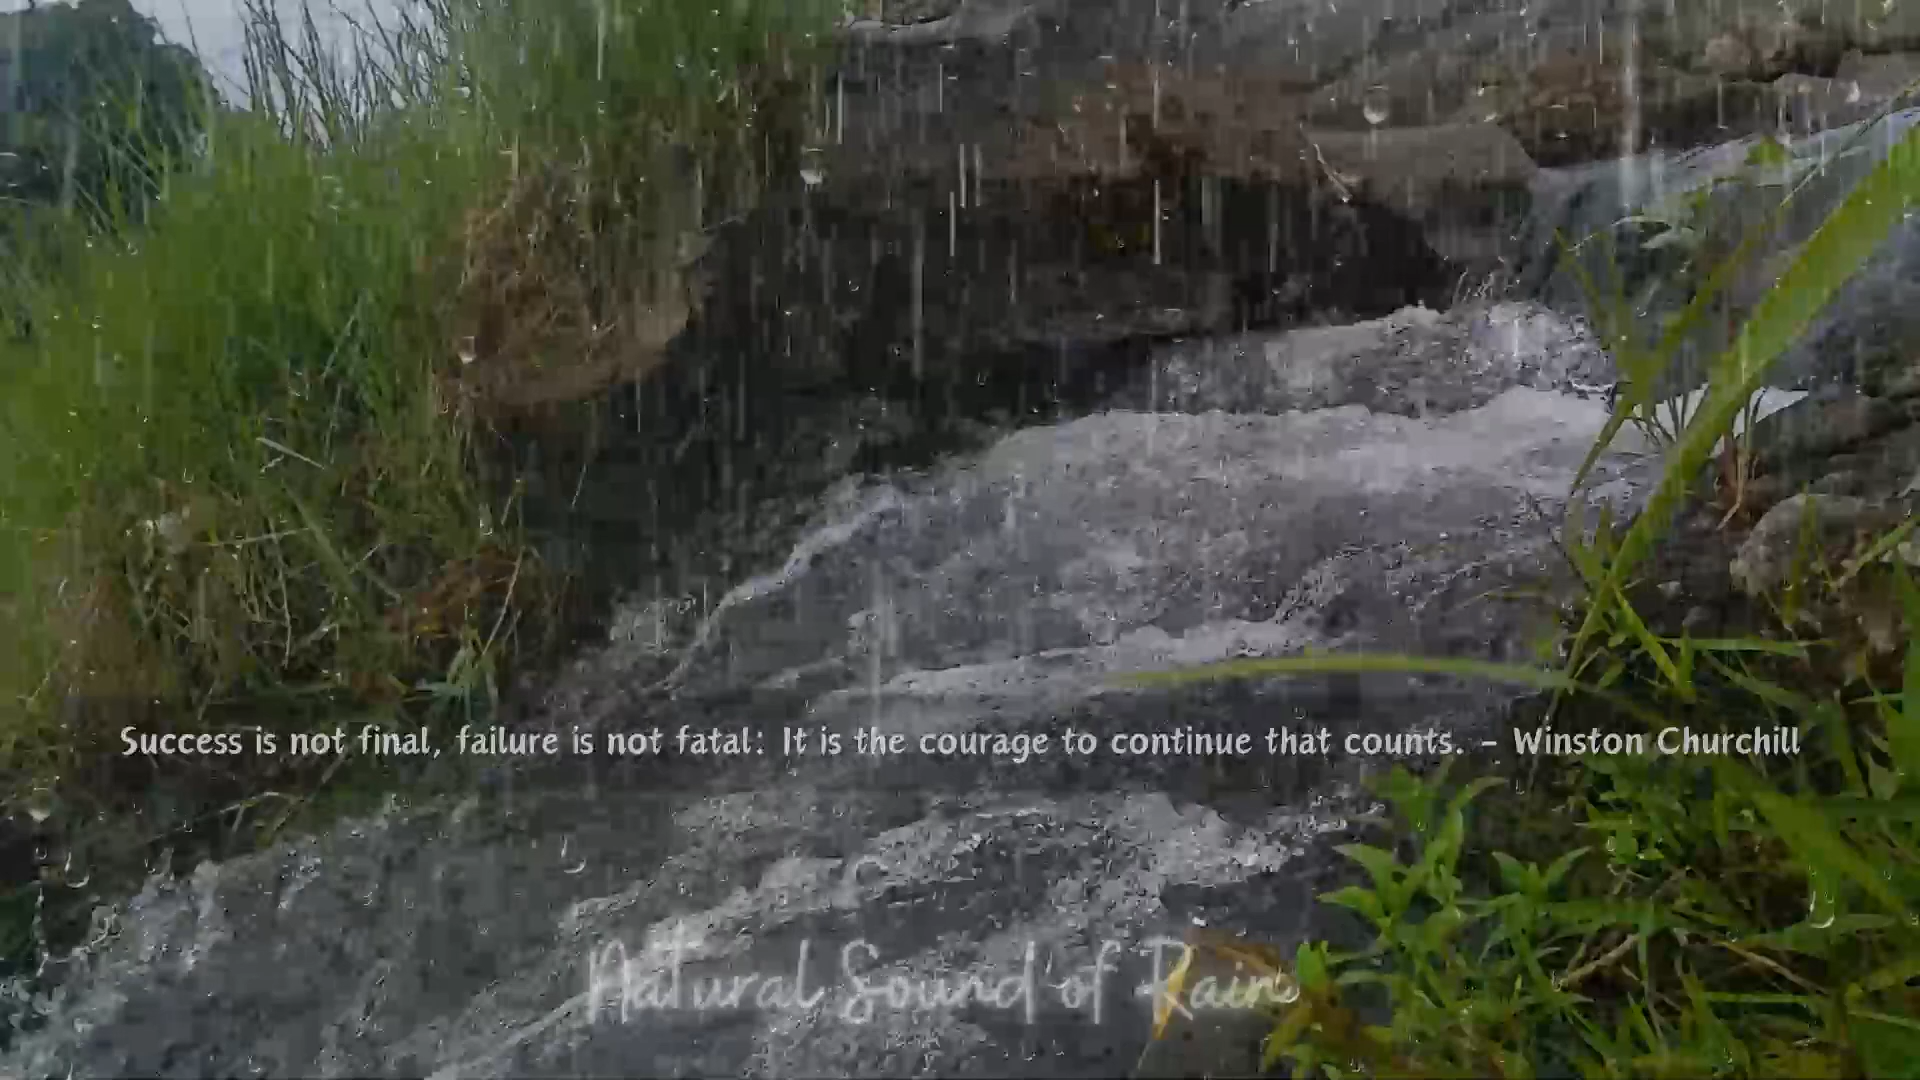 Success is not final, failure is not fatal: It is the courage to continue that counts. - Winston Churchill
Natural Sound of Rain